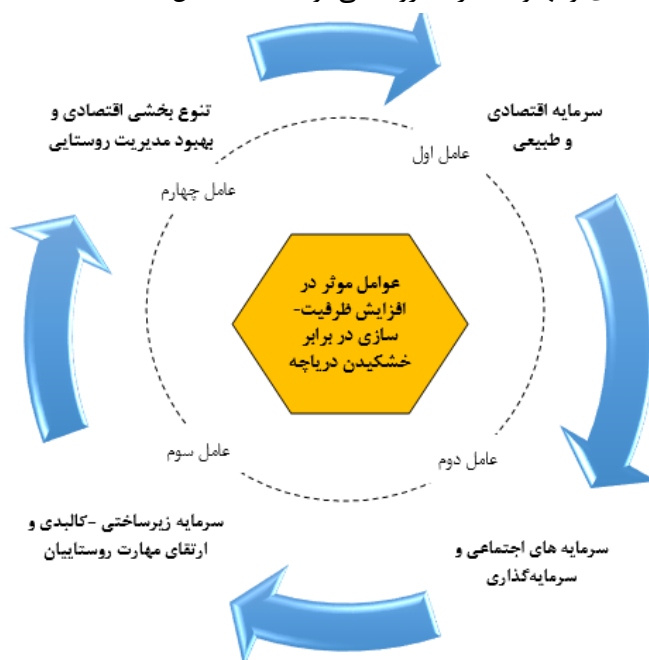 سرمایه اقتصادی
و طبیعی
عامل اول
تنوع بخشی اقتصادی و
بهبود مدیریت روستایی
عامل چهارم
عوامل موثر در
افزایش ظرفیت-
سازی در برابر
خشکیدن دریاچه
عامل دوم
عامل سوم
سرمایه های اجتماعی و
سرمایه‌گذاری
سرمایه زیرساختی -کالبدی و
ارتقای مهارت روستاییان